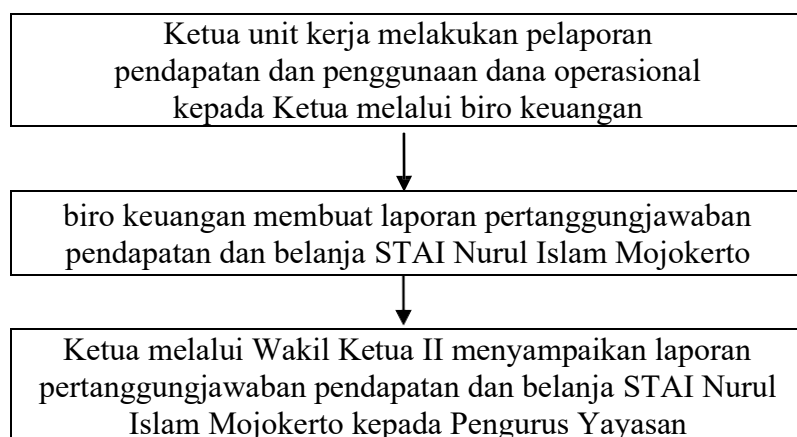 Ketua unit kerja melakukan pelaporan
pendapatan dan penggunaan dana operasional
kepada Ketua melalui biro keuangan
biro keuangan membuat laporan pertanggungjawaban
pendapatan dan belanja STAI Nurul Islam Mojokerto
Ketua melalui Wakil Ketua II menyampaikan laporan
pertanggungjawaban pendapatan dan belanja STAI Nurul
Islam Mojokerto kepada Pengurus Yayasan